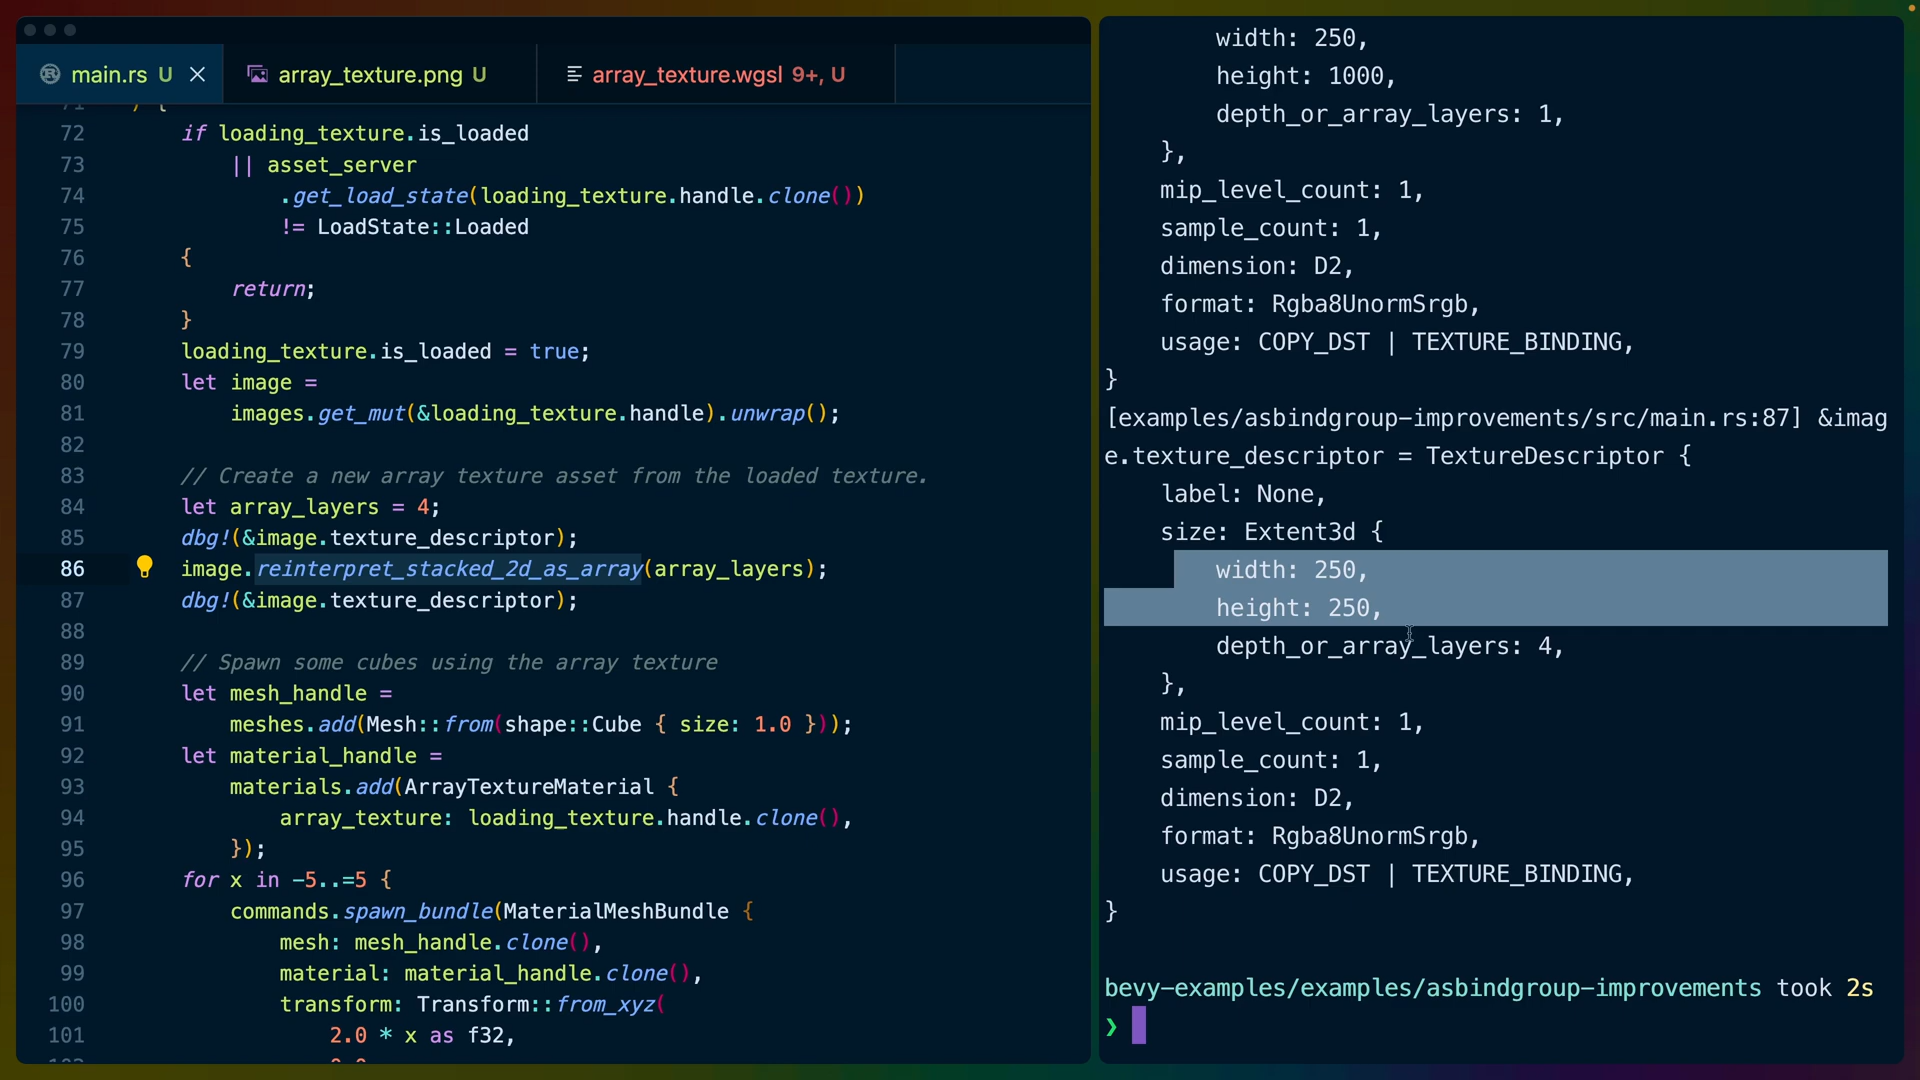 main.rs U
array_texture.png U
array_texture.wgsl 9+, U
72 if loading_texture.is_loaded
73 || asset_server
74 .get_load_state(loading_texture.handle.clone())
75 != LoadState::Loaded
76 {
77 return;
78 }
79 loading_texture.is_loaded = true;
80 let image =
81 images.get_mut(&loading_texture.handle).unwrap();
82
83 // Create a new array texture asset from the loaded texture.
84 let array_layers = 4;
85 dbg!(&image.texture_descriptor);
86 image.reinterpret_stacked_2d_as_array(array_layers);
87 dbg!(&image.texture_descriptor);
88
89 // Spawn some cubes using the array texture
90 let mesh_handle =
91 meshes.add(Mesh::from(shape::Cube { size: 1.0 }));
92 let material_handle =
93 materials.add(ArrayTextureMaterial {
94 array_texture: loading_texture.handle.clone(),
95 });
96 for x in -5..=5 {
97 commands.spawn_bundle(MaterialMeshBundle {
98 mesh: mesh_handle.clone(),
99 material: material_handle.clone(),
100 transform: Transform::from_xyz(
101 2.0 * x as f32,
width: 250,
height: 1000,
depth_or_array_layers: 1,
},
mip_level_count: 1,
sample_count: 1,
dimension: D2,
format: Rgba8UnormSrgb,
usage: COPY_DST | TEXTURE_BINDING,
}
[examples/asbindgroup-improvements/src/main.rs:87] &imag
e.texture_descriptor = TextureDescriptor {
label: None,
size: Extent3d {
width: 250,
height: 250,
depth_or_array_layers: 4,
},
mip_level_count: 1,
sample_count: 1,
dimension: D2,
format: Rgba8UnormSrgb,
usage: COPY_DST | TEXTURE_BINDING,
}
bevy-examples/examples/asbindgroup-improvements took 2s
❯